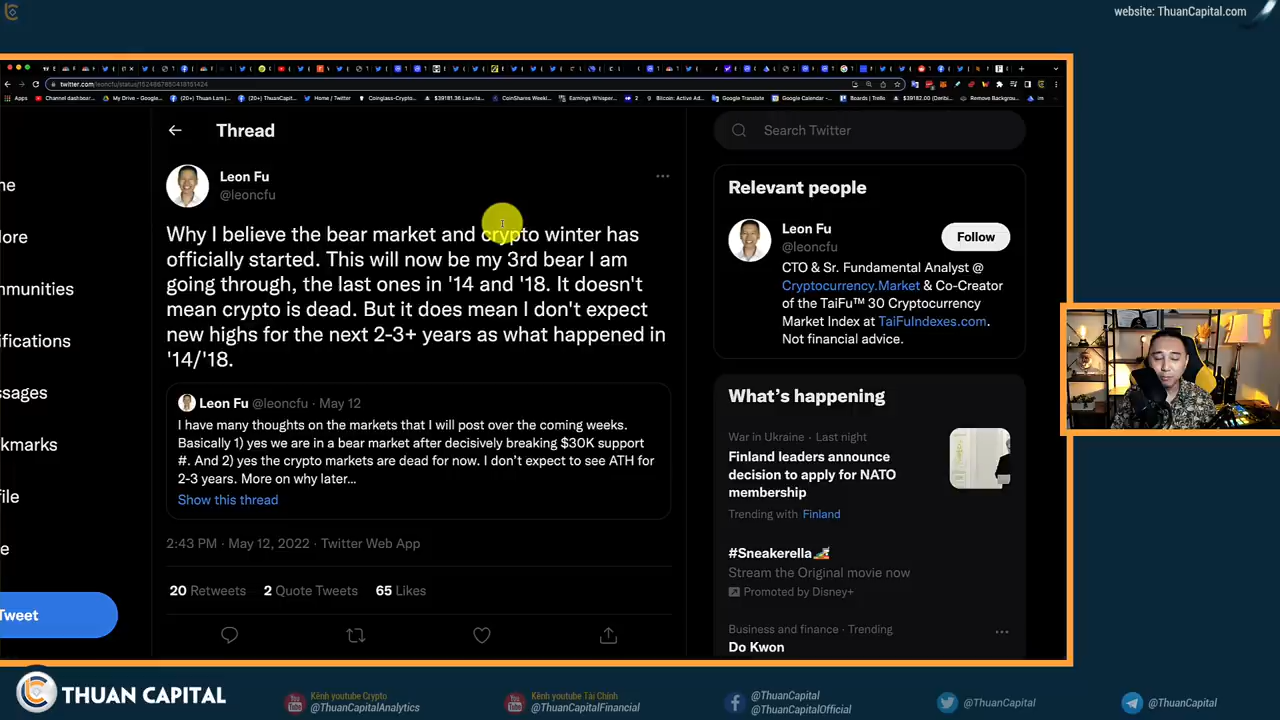 website: ThuanCapital.com
twitter.com/leoncfu/status/
Apps
Channel dashboar...
My Drive – Google...
(20+) Thuan Lam |...
(20+) ThuanCapit...
Home / Twitter
Coinglass-Crypto...
$39181.36 Laevita...
CoinShares Weekl...
Earnings Whisper...
2
Bitcoin: Active Ad...
Google Translate
Google Calendar -...
Boards | Trello
$39182.00 (Deribi...
Remove Backgrou...
Thread
Search Twitter
Leon Fu
@leoncfu
Why I believe the bear market and crypto winter has
officially started. This will now be my 3rd bear I am
going through, the last ones in '14 and '18. It doesn't
mean crypto is dead. But it does mean I don't expect
new highs for the next 2-3+ years as what happened in
'14/'18.
Leon Fu @leoncfu · May 12
I have many thoughts on the markets that I will post over the coming weeks.
Basically 1) yes we are in a bear market after decisively breaking $30K support
#. And 2) yes the crypto markets are dead for now. I don't expect to see ATH for
2-3 years. More on why later...
Show this thread
2:43 PM · May 12, 2022 · Twitter Web App
20 Retweets 2 Quote Tweets 65 Likes
me
lore
mmunities
ifications
ssages
okmarks
file
e
Tweet
Relevant people
Leon Fu
@leoncfu
Follow
CTO & Sr. Fundamental Analyst @
Cryptocurrency.Market & Co-Creator
of the TaiFu™ 30 Cryptocurrency
Market Index at TaiFuIndexes.com.
Not financial advice.
What's happening
War in Ukraine · Last night
Finland leaders announce
decision to apply for NATO
membership
Trending with Finland
#Sneakerella
Stream the Original movie now
Promoted by Disney+
Business and finance · Trending
Do Kwon
THUAN CAPITAL
Kênh youtube Crypto
@ThuanCapitalAnalytics
Kênh youtube Tài Chính
@ThuanCapitalFinancial
@ThuanCapital
@ThuanCapitalOfficial
@ThuanCapital
@ThuanCapital